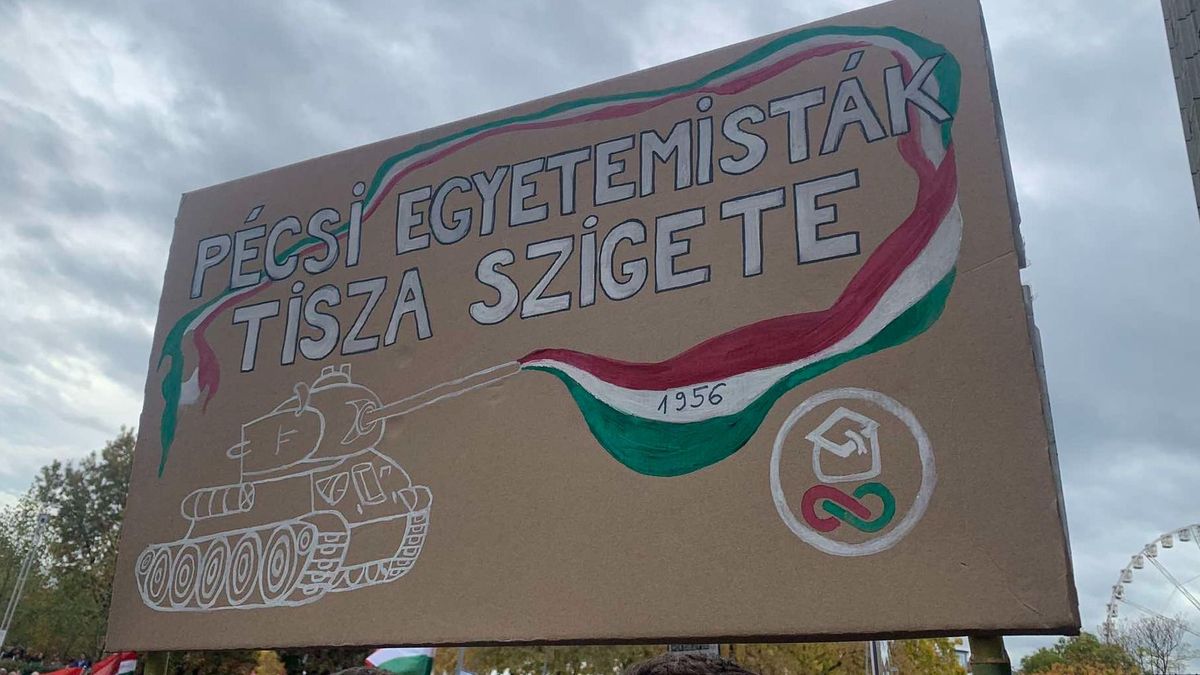 PÉCSI EGYETEMISTÁK
TISZA SZIGETE
1956